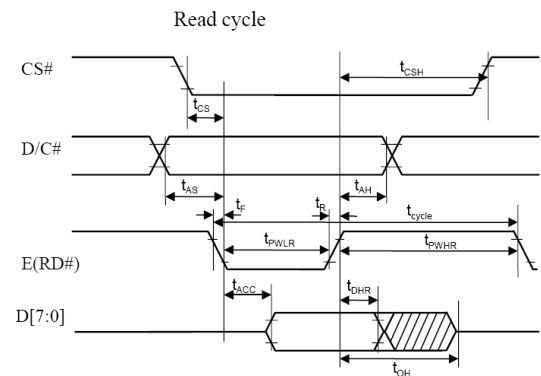 Read cycle
CS#
tCSH
tCS
D/C#
tAS
tAH
tF
tR
tcycle
E(RD#)
tPWLR
tPWHR
tACC
tDHR
D[7:0]
tOH